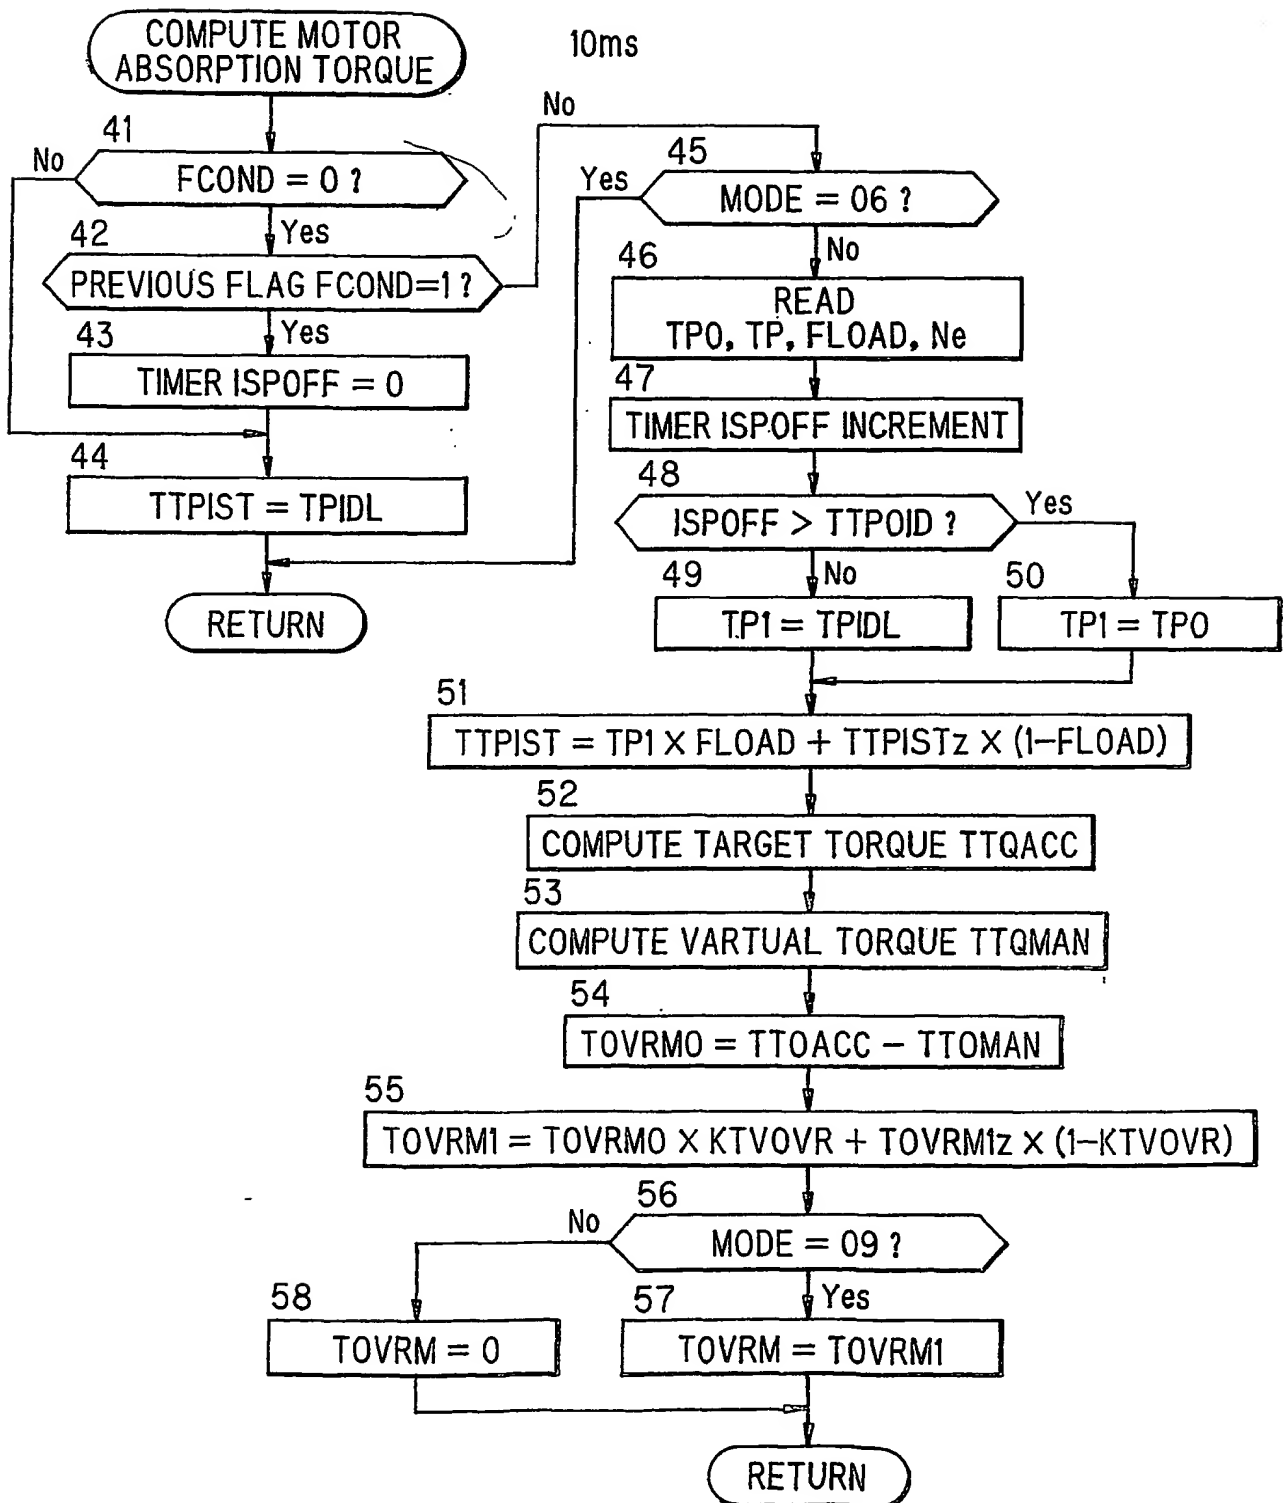 COMPUTE MOTOR
ABSORPTION TORQUE
10ms
41
No
FCOND = 0 ?
Yes
42
PREVIOUS FLAG FCOND=1 ?
No
Yes
43
TIMER ISPOFF = 0
44
TTPIST = TPIDL
RETURN
45
Yes
MODE = 06 ?
No
46
READ
TPO, TP, FLOAD, Ne
47
TIMER ISPOFF INCREMENT
48
ISPOFF > TTPOID ?
Yes
No
49
TP1 = TPIDL
50
TP1 = TPO
51
TTPIST = TP1 X FLOAD + TTPISTz X (1-FLOAD)
52
COMPUTE TARGET TORQUE TTQACC
53
COMPUTE VARTUAL TORQUE TTQMAN
54
TOVRMO = TTOACC - TTOMAN
55
TOVRM1 = TOVRMO X KTVOVR + TOVRM1z X (1-KTVOVR)
56
No
MODE = 09 ?
Yes
58
TOVRM = 0
57
TOVRM = TOVRM1
RETURN